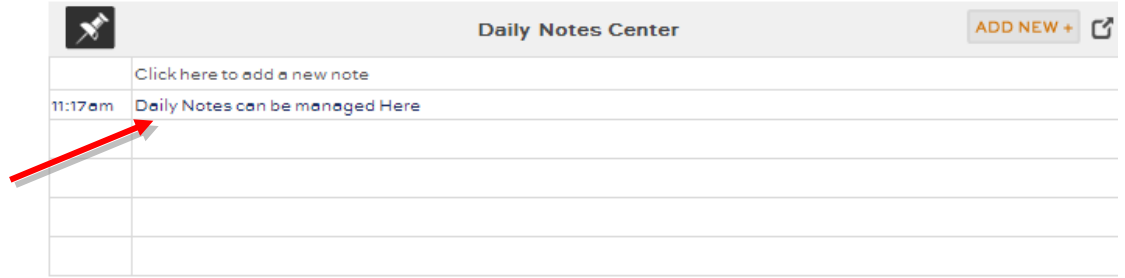 Daily Notes Center
ADD NEW +
Click here to add a new note
11:17am Daily Notes can be managed Here